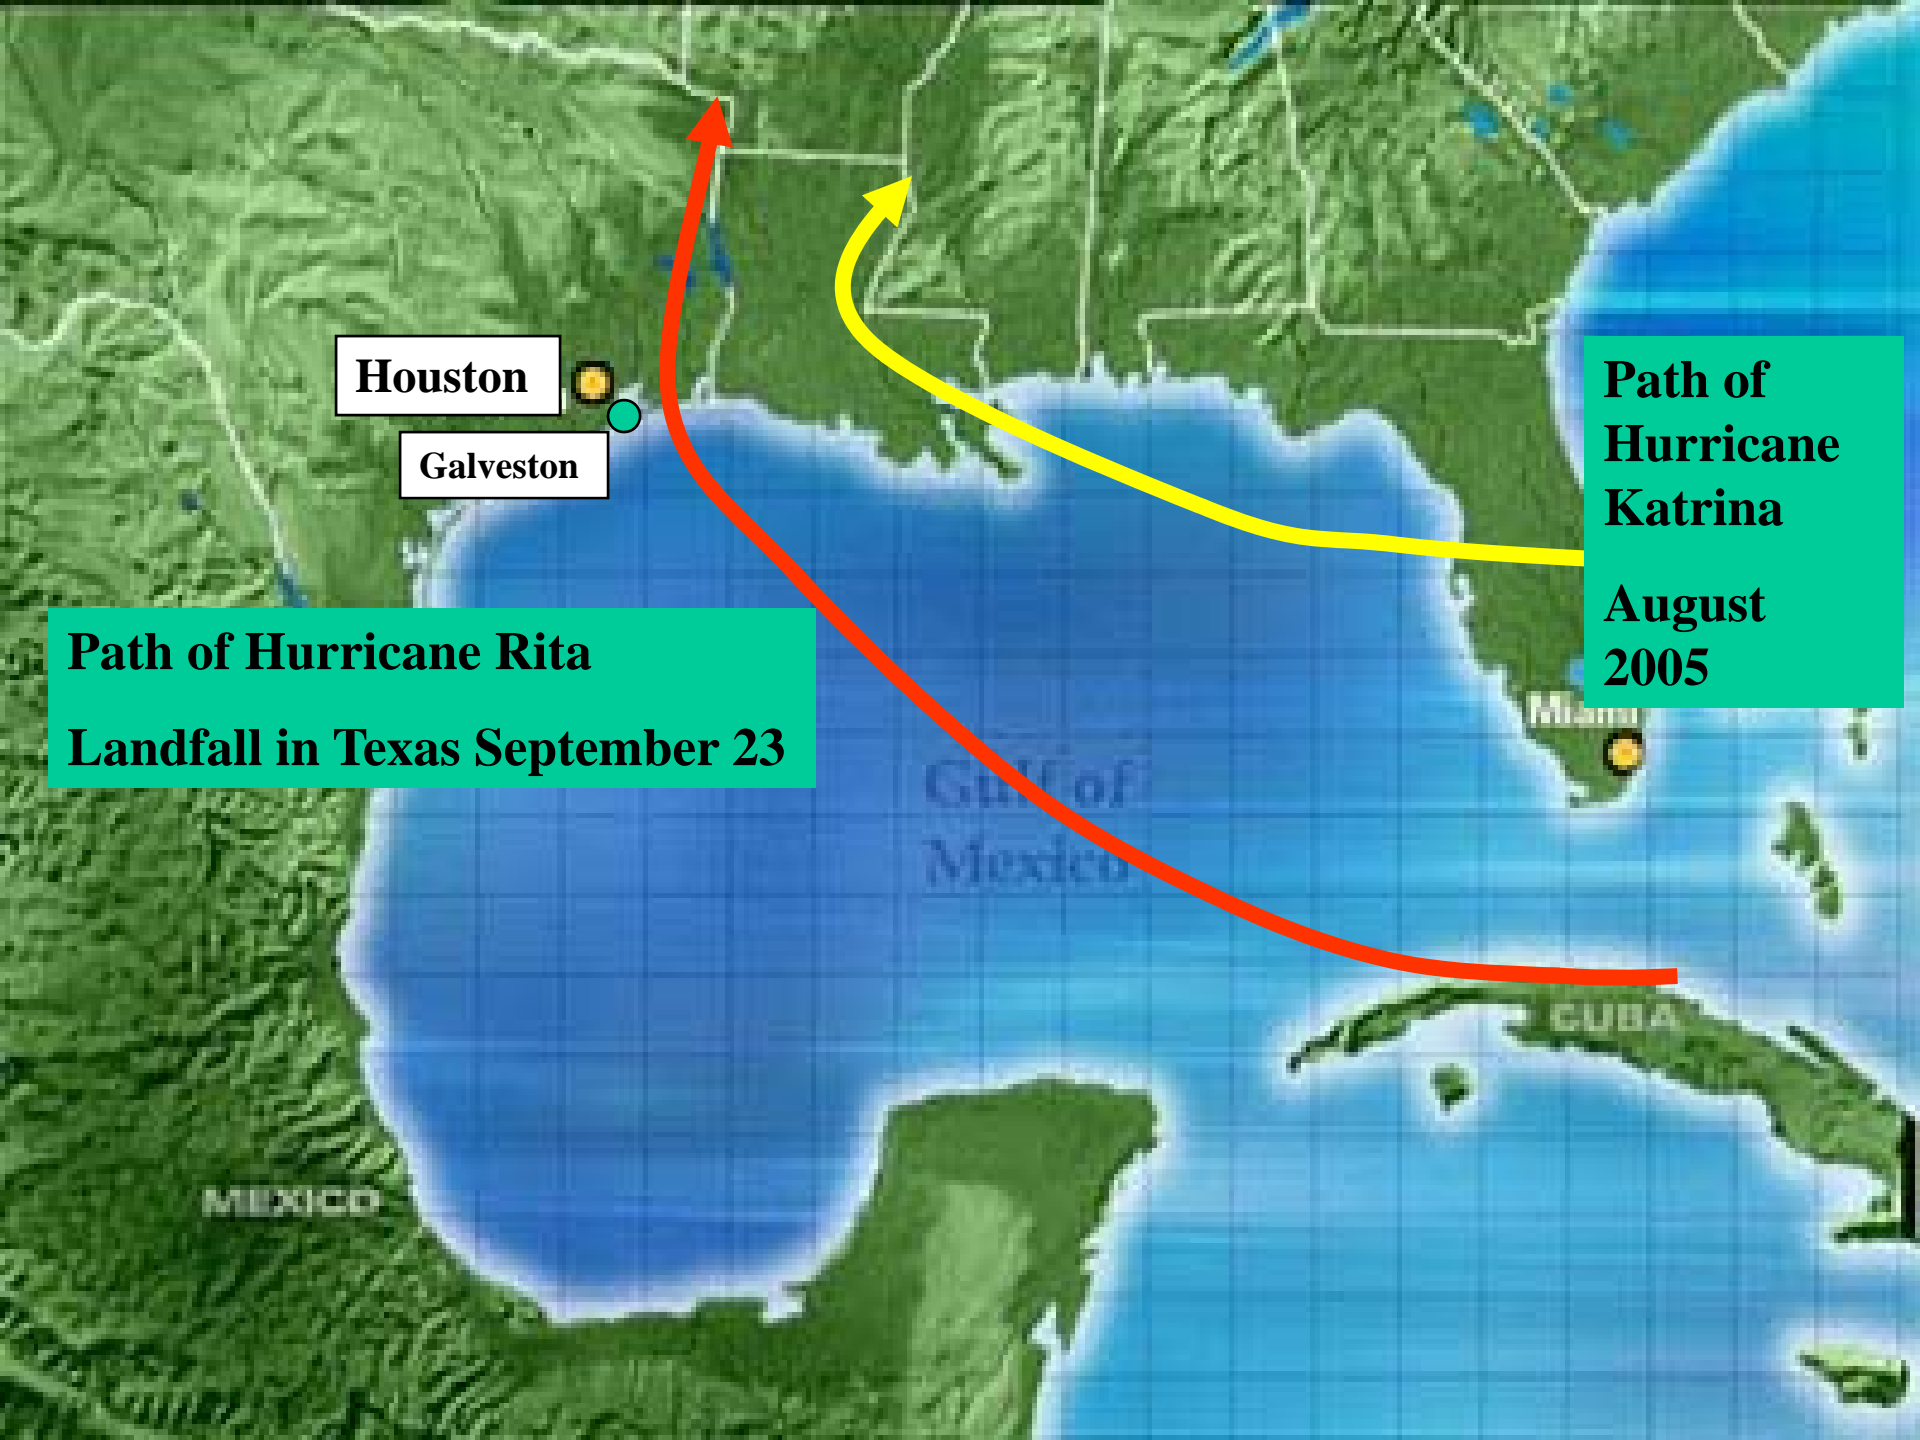 Houston
Galveston
Path of
Hurricane
Katrina
August
2005
Path of Hurricane Rita
Landfall in Texas September 23
Miami
Gulf of
Mexico
CUBA
MEXICO